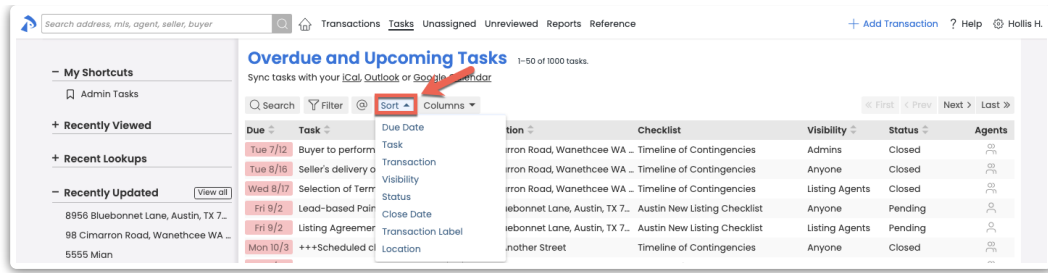 Search address, mls, agent, seller, buyer
Transactions Tasks Unassigned Unreviewed Reports Reference
+ Add Transaction ? Help Hollis H.
− My Shortcuts
Admin Tasks
+ Recently Viewed
+ Recent Lookups
− Recently Updated View all
8956 Bluebonnet Lane, Austin, TX 7...
98 Cimarron Road, Wanethcee WA ...
5555 Mian
Overdue and Upcoming Tasks 1-50 of 1000 tasks.
Sync tasks with your iCal, Outlook or Google Calendar
Search Filter @ Sort Columns
« First < Prev Next > Last »
Due Task tion Checklist Visibility Status Agents
Tue 7/12 Buyer to perform rron Road, Wanethcee WA ... Timeline of Contingencies Admins Closed
Tue 8/16 Seller's delivery o rron Road, Wanethcee WA ... Timeline of Contingencies Anyone Closed
Wed 8/17 Selection of Term rron Road, Wanethcee WA ... Timeline of Contingencies Listing Agents Closed
Fri 9/2 Lead-based Pain uebonnet Lane, Austin, TX 7... Austin New Listing Checklist Anyone Pending
Fri 9/2 Listing Agreemer uebonnet Lane, Austin, TX 7... Austin New Listing Checklist Listing Agents Pending
Mon 10/3 +++Scheduled cl nother Street Timeline of Contingencies Anyone Closed
Due Date
Task
Transaction
Visibility
Status
Close Date
Transaction Label
Location